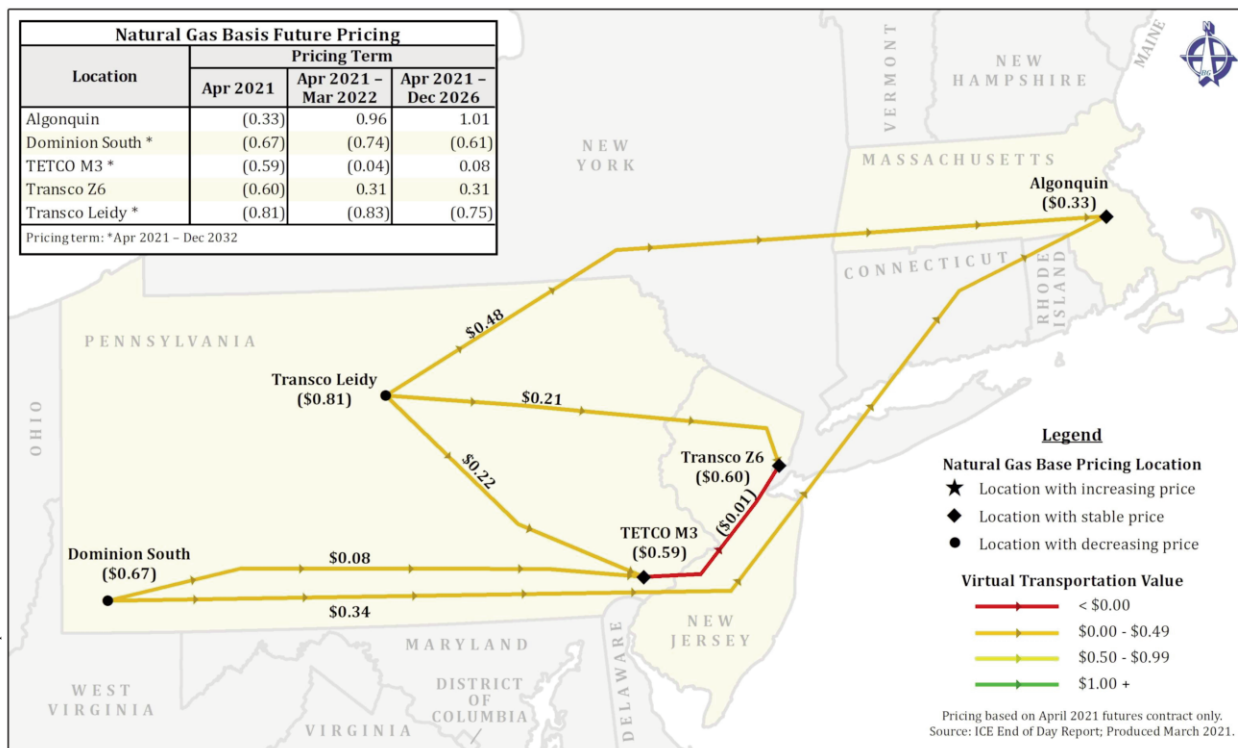 Natural Gas Basis Future Pricing
Location
Pricing Term
Apr 2021
Apr 2021 – Mar 2022
Apr 2021 – Dec 2026
Algonquin (0.33) 0.96 1.01
Dominion South * (0.67) (0.74) (0.61)
TETCO M3 * (0.59) (0.04) 0.08
Transco Z6 (0.60) 0.31 0.31
Transco Leidy * (0.81) (0.83) (0.75)
Pricing term: *Apr 2021 – Dec 2032
NEW YORK
VERMONT
NEW HAMPSHIRE
MAINE
N
MASSACHUSETTS
Algonquin
($0.33)
CONNECTICUT
RHODE ISLAND
PENNSYLVANIA
OHIO
Transco Leidy
($0.81)
$0.48
$0.21
$0.22
Transco Z6
($0.60)
($0.01)
TETCO M3
($0.59)
Dominion South
($0.67)
$0.08
$0.34
NEW JERSEY
MARYLAND
DELAWARE
WEST VIRGINIA
VIRGINIA
DISTRICT OF COLUMBIA
Legend
Natural Gas Base Pricing Location
Location with increasing price
Location with stable price
Location with decreasing price
Virtual Transportation Value
< $0.00
$0.00 - $0.49
$0.50 - $0.99
$1.00 +
Pricing based on April 2021 futures contract only.
Source: ICE End of Day Report; Produced March 2021.